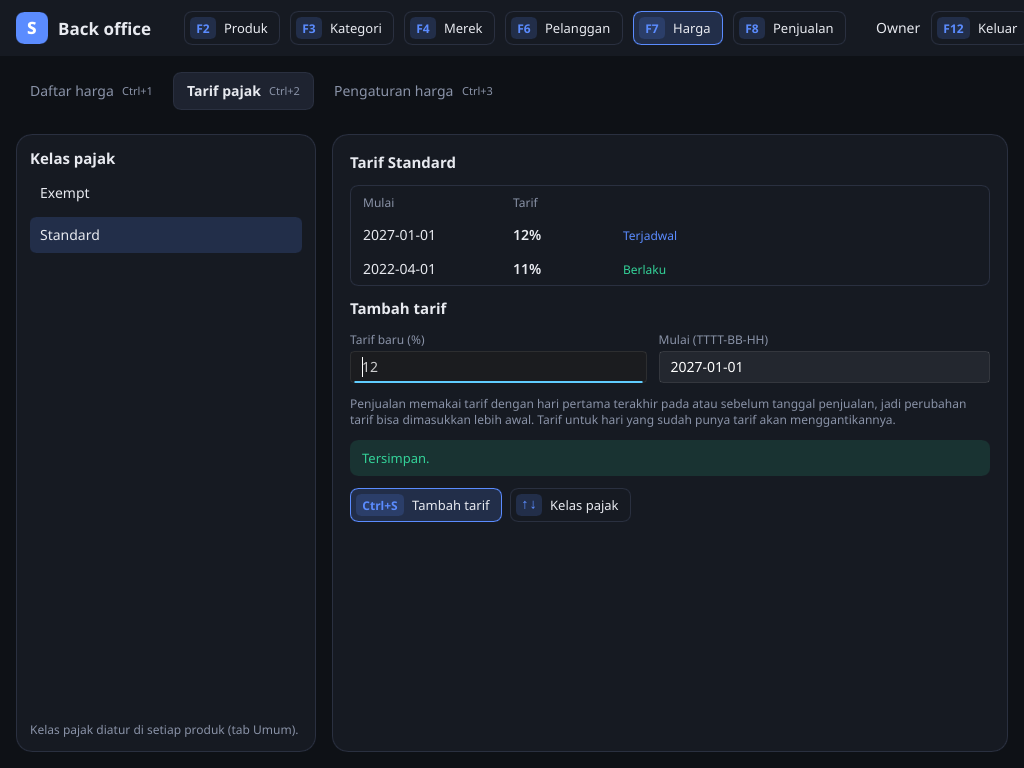 S Back office F2 Produk F3 Kategori F4 Merek F6 Pelanggan F7 Harga F8 Penjualan Owner F12 Keluar
Daftar harga Ctrl+1 Tarif pajak Ctrl+2 Pengaturan harga Ctrl+3
Kelas pajak
Exempt
Standard
Kelas pajak diatur di setiap produk (tab Umum).
Tarif Standard
Mulai Tarif
2027-01-01 12% Terjadwal
2022-04-01 11% Berlaku
Tambah tarif
Tarif baru (%) Mulai (TTTT-BB-HH)
12 2027-01-01
Penjualan memakai tarif dengan hari pertama terakhir pada atau sebelum tanggal penjualan, jadi perubahan
tarif bisa dimasukkan lebih awal. Tarif untuk hari yang sudah punya tarif akan menggantikannya.
Tersimpan.
Ctrl+S Tambah tarif ↑↓ Kelas pajak